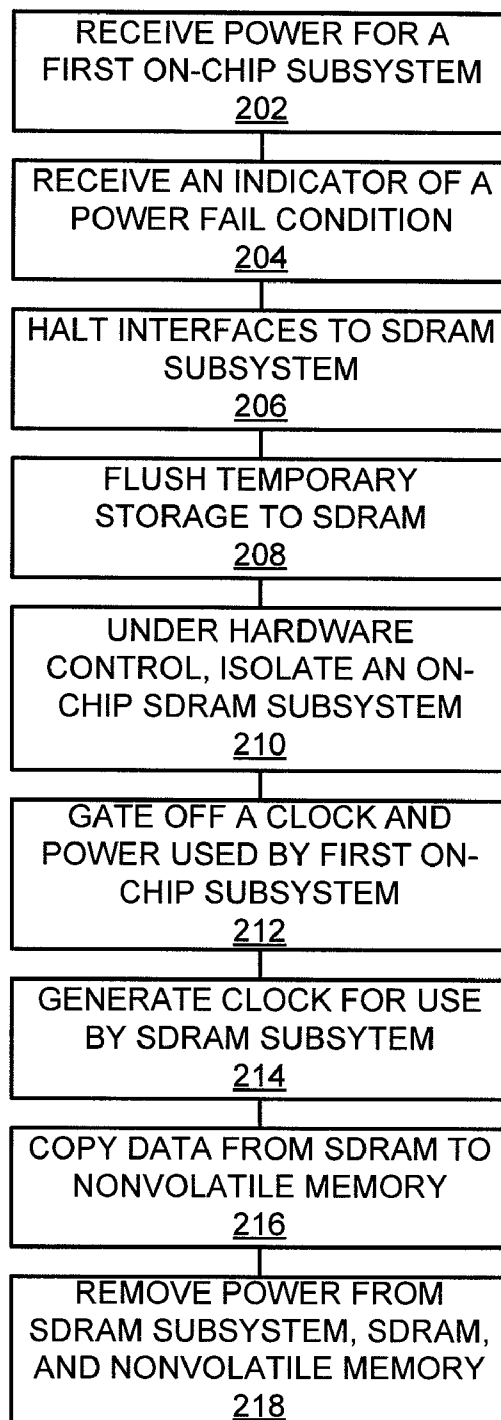 RECEIVE POWER FOR A
FIRST ON-CHIP SUBSYSTEM
202
RECEIVE AN INDICATOR OF A
POWER FAIL CONDITION
204
HALT INTERFACES TO SDRAM
SUBSYSTEM
206
FLUSH TEMPORARY
STORAGE TO SDRAM
208
UNDER HARDWARE
CONTROL, ISOLATE AN ON-
CHIP SDRAM SUBSYSTEM
210
GATE OFF A CLOCK AND
POWER USED BY FIRST ON-
CHIP SUBSYSTEM
212
GENERATE CLOCK FOR USE
BY SDRAM SUBSYTEM
214
COPY DATA FROM SDRAM TO
NONVOLATILE MEMORY
216
REMOVE POWER FROM
SDRAM SUBSYSTEM, SDRAM,
AND NONVOLATILE MEMORY
218